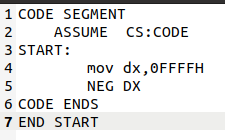 1 CODE SEGMENT
2     ASSUME  CS:CODE
3 START:
4         mov dx,0FFFFH
5         NEG DX
6 CODE ENDS
7 END START